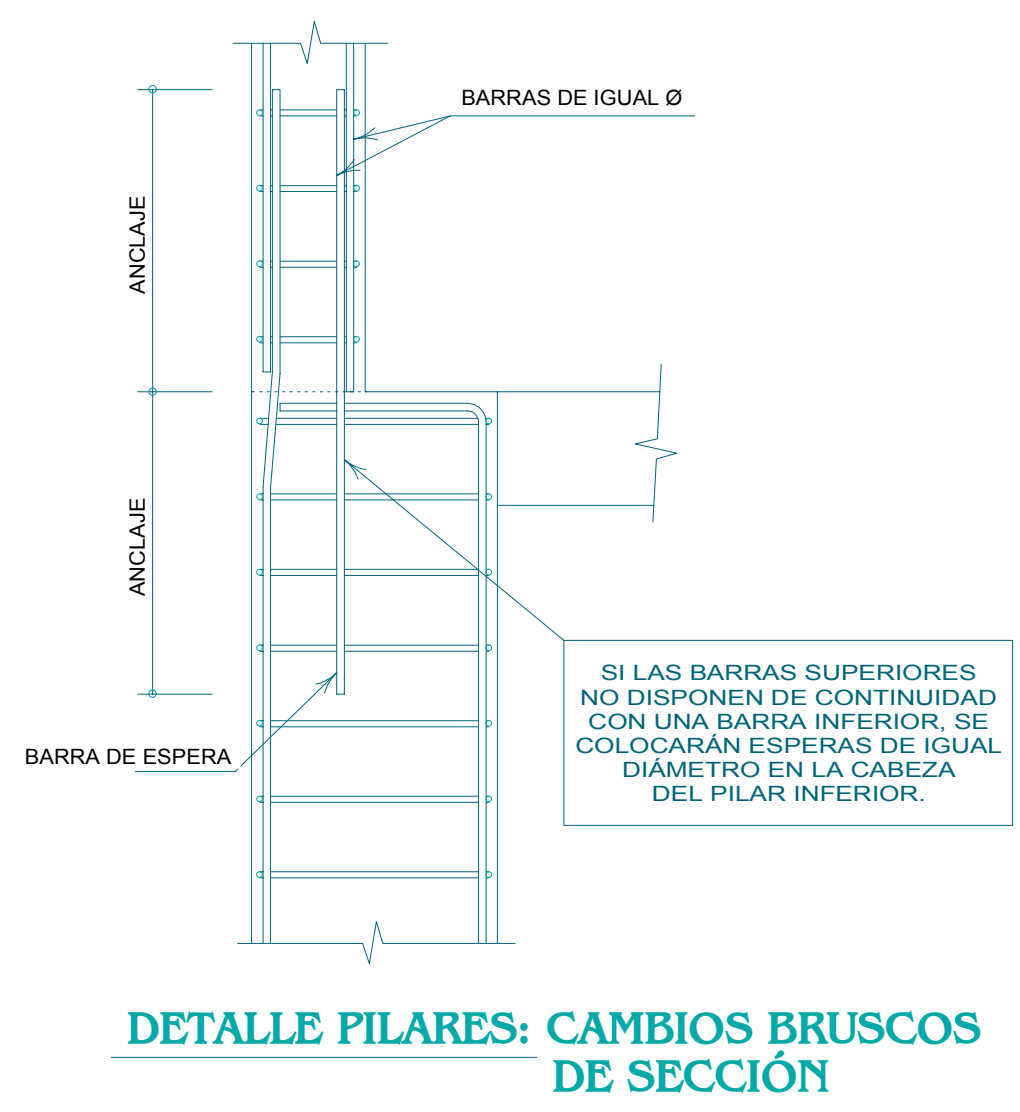 BARRAS DE IGUAL Ø
ANCLAJE
ANCLAJE
BARRA DE ESPERA
SI LAS BARRAS SUPERIORES
NO DISPONEN DE CONTINUIDAD
CON UNA BARRA INFERIOR, SE
COLOCARÁN ESPERAS DE IGUAL
DIÁMETRO EN LA CABEZA
DEL PILAR INFERIOR.
DETALLE PILARES: CAMBIOS BRUSCOS
DE SECCIÓN